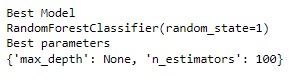 Best Model
RandomForestClassifier(random_state=1)
Best parameters
{'max_depth': None, 'n_estimators': 100}